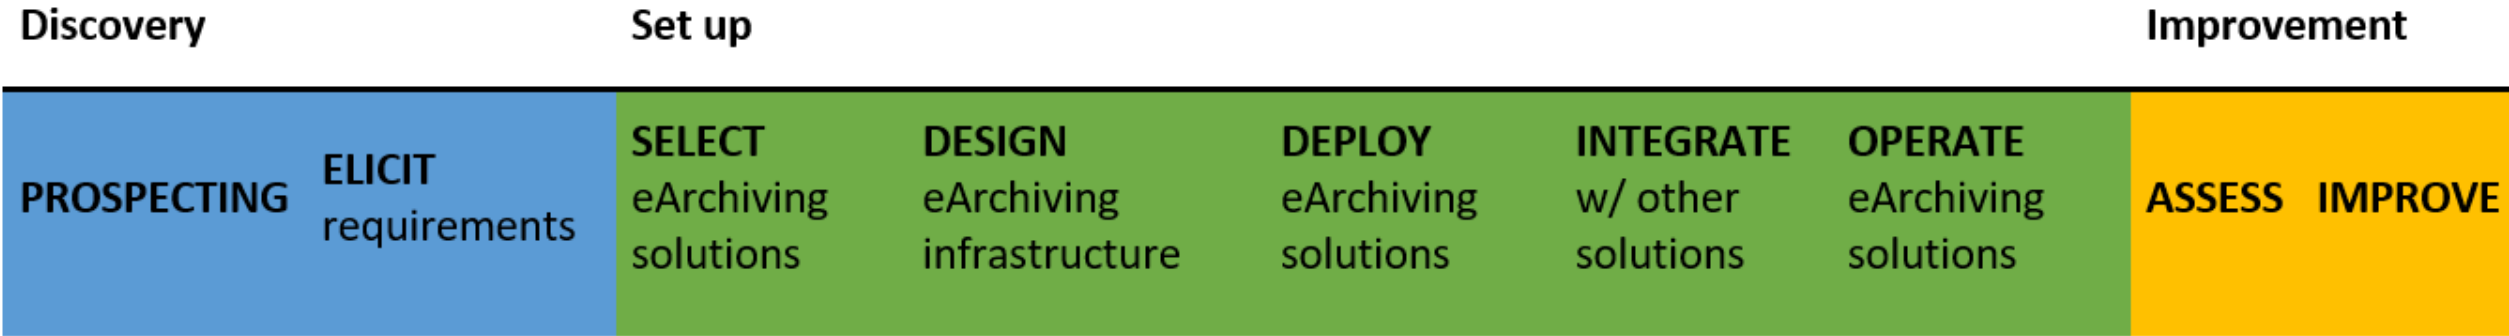 Discovery
Set up
Improvement
PROSPECTING
ELICIT
requirements
SELECT
eArchiving
solutions
DESIGN
eArchiving
infrastructure
DEPLOY
eArchiving
solutions
INTEGRATE
w/ other
solutions
OPERATE
eArchiving
solutions
ASSESS
IMPROVE